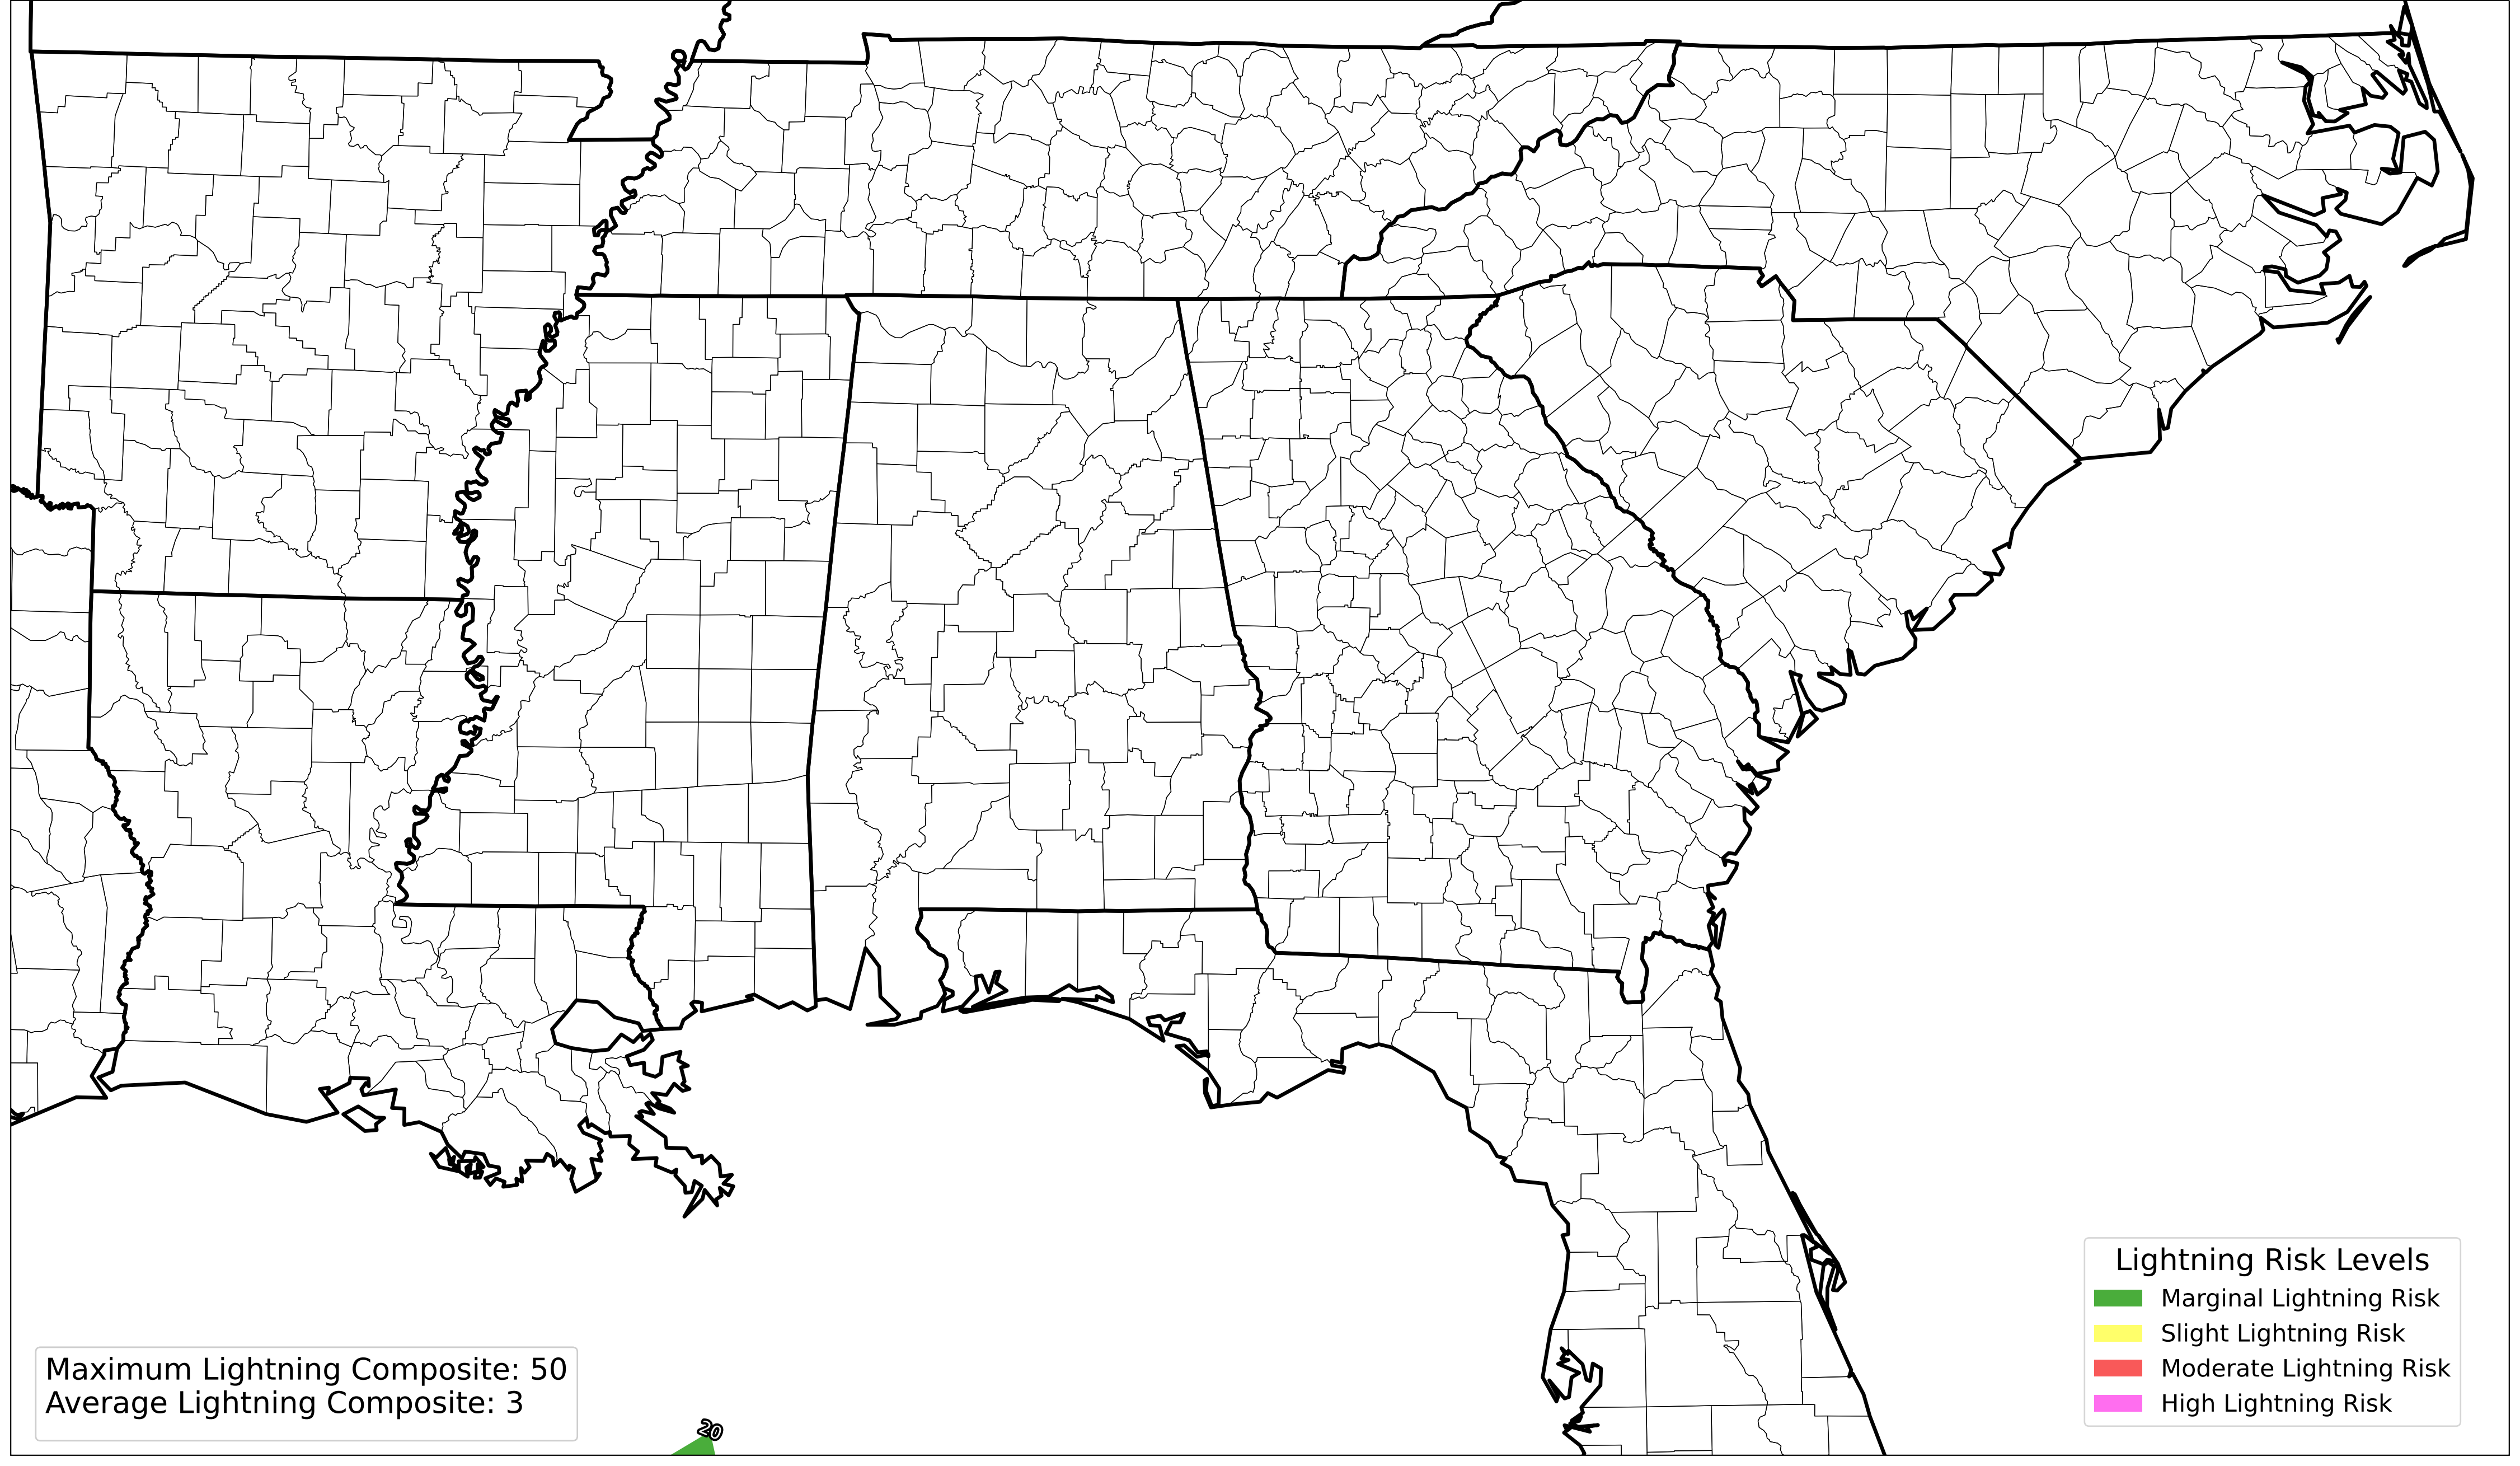 Lightning Risk Levels
Marginal Lightning Risk
Slight Lightning Risk
Moderate Lightning Risk
High Lightning Risk
Maximum Lightning Composite: 50
Average Lightning Composite: 3
20